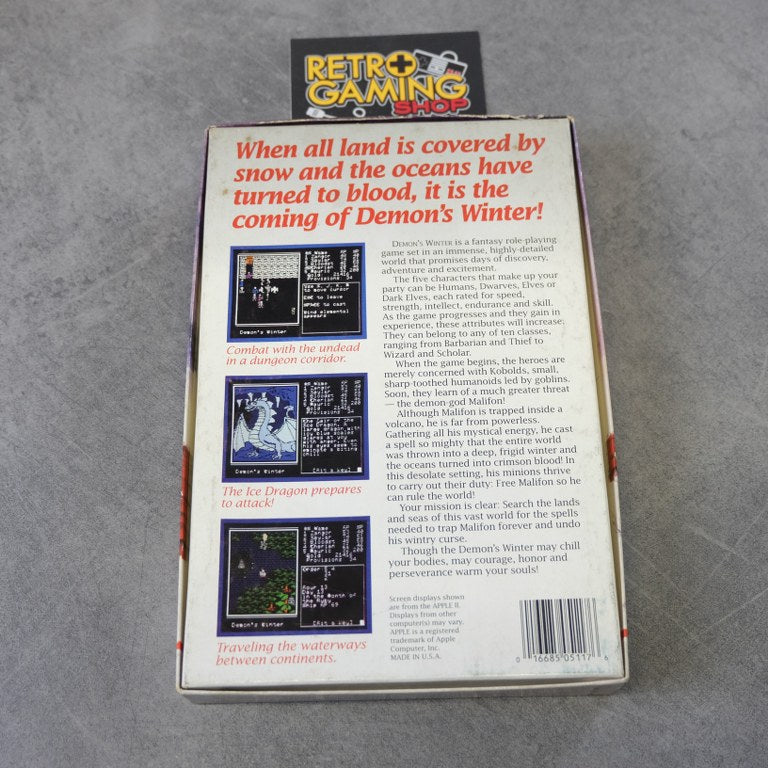 RETRO
GAMING
SHOP
When all land is covered by
snow and the oceans have
turned to blood, it is the
coming of Demon's Winter!
Demon's Winter
Combat with the undead
in a dungeon corridor.
Demon's Winter
The Ice Dragon prepares
to attack!
Demon's Winter
Traveling the waterways
between continents.
DEMON'S WINTER is a fantasy role-playing
game set in an immense, highly-detailed
world that promises days of discovery,
adventure and excitement.
The five characters that make up your
party can be Humans, Dwarves, Elves or
Dark Elves, each rated for speed,
strength, intellect, endurance and skill.
As the game progresses and they gain in
experience, these attributes will increase.
They can belong to any of ten classes,
ranging from Barbarian and Thief to
Wizard and Scholar.
When the game begins, the heroes are
merely concerned with Kobolds, small,
sharp-toothed humanoids led by goblins.
Soon, they learn of a much greater threat
— the demon-god Malifon!
Although Malifon is trapped inside a
volcano, he is far from powerless.
Gathering all his mystical energy, he cast
a spell so mighty that the entire world
was thrown into a deep, frigid winter and
the oceans turned into crimson blood! In
this desolate setting, his minions thrive
to carry out their duty: Free Malifon so he
can rule the world!
Your mission is clear: Search the lands
and seas of this vast world for the spells
needed to trap Malifon forever and undo
his wintry curse.
Though the Demon's Winter may chill
your bodies, may courage, honor and
perseverance warm your souls!
Screen displays shown
are from the APPLE II.
Displays from other
computer(s) may vary.
APPLE is a registered
trademark of Apple
Computer, Inc.
MADE IN U.S.A.
0 16685 05117 6